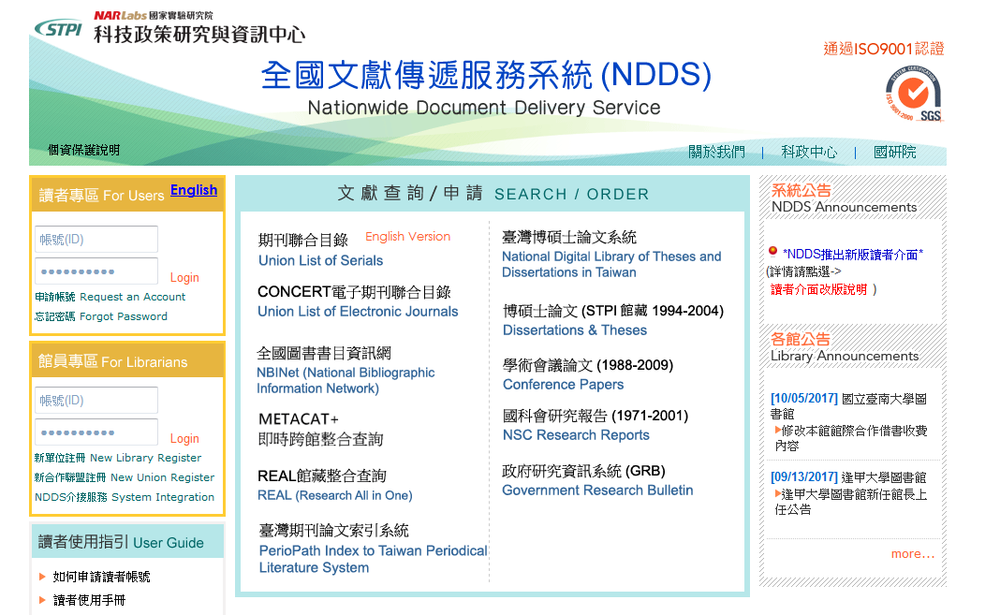 STPI
NARLabs 國家實驗研究院
科技政策研究與資訊中心
通過ISO9001認證
全國文獻傳遞服務系統 (NDDS)
Nationwide Document Delivery Service
SYSTEM CERTIFICATION
ISO 9001:2000
SGS
個資保護說明
關於我們 | 科政中心 | 國研院
讀者專區 For Users English
帳號(ID)
••••••••••
Login
申請帳號 Request an Account
忘記密碼 Forgot Password
館員專區 For Librarians
帳號(ID)
••••••••••
Login
新單位註冊 New Library Register
新合作聯盟註冊 New Union Register
NDDS介接服務 System Integration
讀者使用指引 User Guide
如何申請讀者帳號
讀者使用手冊
文獻查詢/申請 SEARCH / ORDER
期刊聯合目錄 English Version
Union List of Serials
CONCERT電子期刊聯合目錄
Union List of Electronic Journals
全國圖書書目資訊網
NBINet (National Bibliographic
Information Network)
METACAT+
即時跨館整合查詢
REAL館藏整合查詢
REAL (Research All in One)
臺灣期刊論文索引系統
PerioPath Index to Taiwan Periodical
Literature System
臺灣博碩士論文系統
National Digital Library of Theses and
Dissertations in Taiwan
博碩士論文 (STPI 館藏 1994-2004)
Dissertations & Theses
學術會議論文 (1988-2009)
Conference Papers
國科會研究報告 (1971-2001)
NSC Research Reports
政府研究資訊系統 (GRB)
Government Research Bulletin
系統公告
NDDS Announcements
*NDDS推出新版讀者介面*
(詳情請點選->
讀者介面改版說明 )
各館公告
Library Announcements
[10/05/2017] 國立臺南大學圖
書館
修改本館館際合作借書收費
內容
[09/13/2017] 逢甲大學圖書館
逢甲大學圖書館新任館長上
任公告
more...